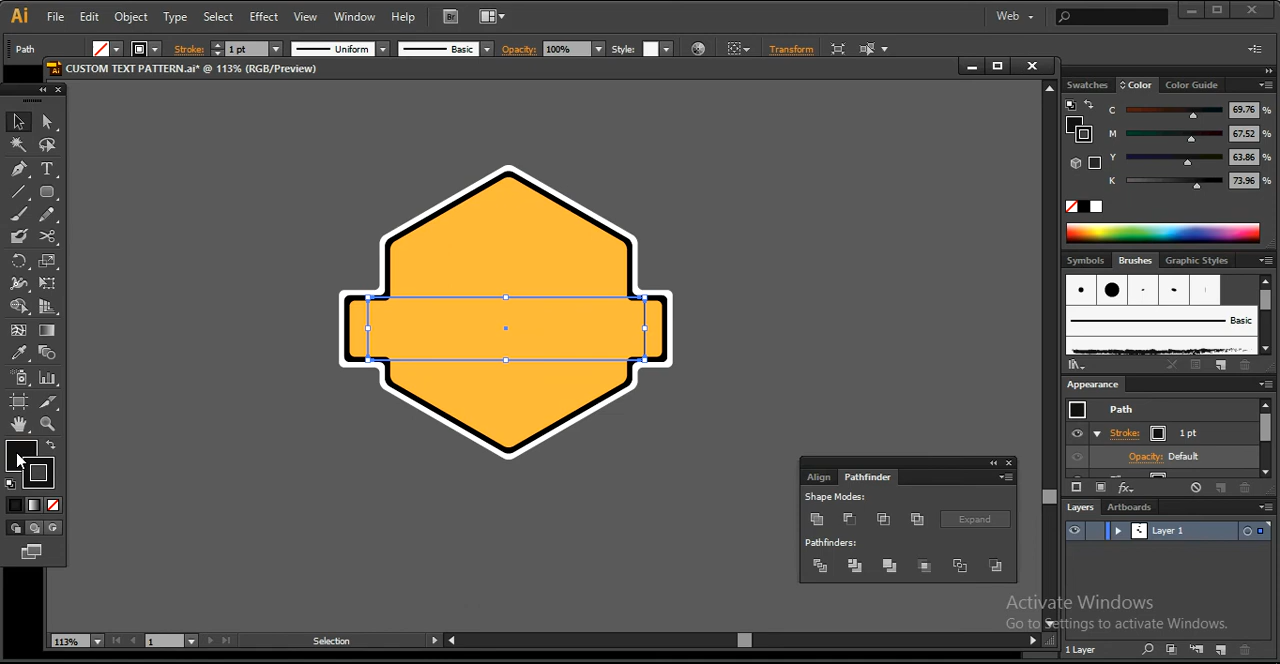 Ai File Edit Object Type Select Effect View Window Help Br Web
Path Stroke: 1 pt Uniform Basic Opacity: 100% Style: Transform
CUSTOM TEXT PATTERN.ai* @ 113% (RGB/Preview)
Swatches Color Color Guide
C 69.76 %
M 67.52 %
Y 63.86 %
K 73.96 %
Symbols Brushes Graphic Styles
Basic
Appearance
Path
Stroke: 1 pt
Opacity: Default
fx
Layers Artboards
Layer 1
Align Pathfinder
Shape Modes:
Expand
Pathfinders:
Activate Windows
Go to Settings to activate Windows.
113% 1 Selection
1 Layer